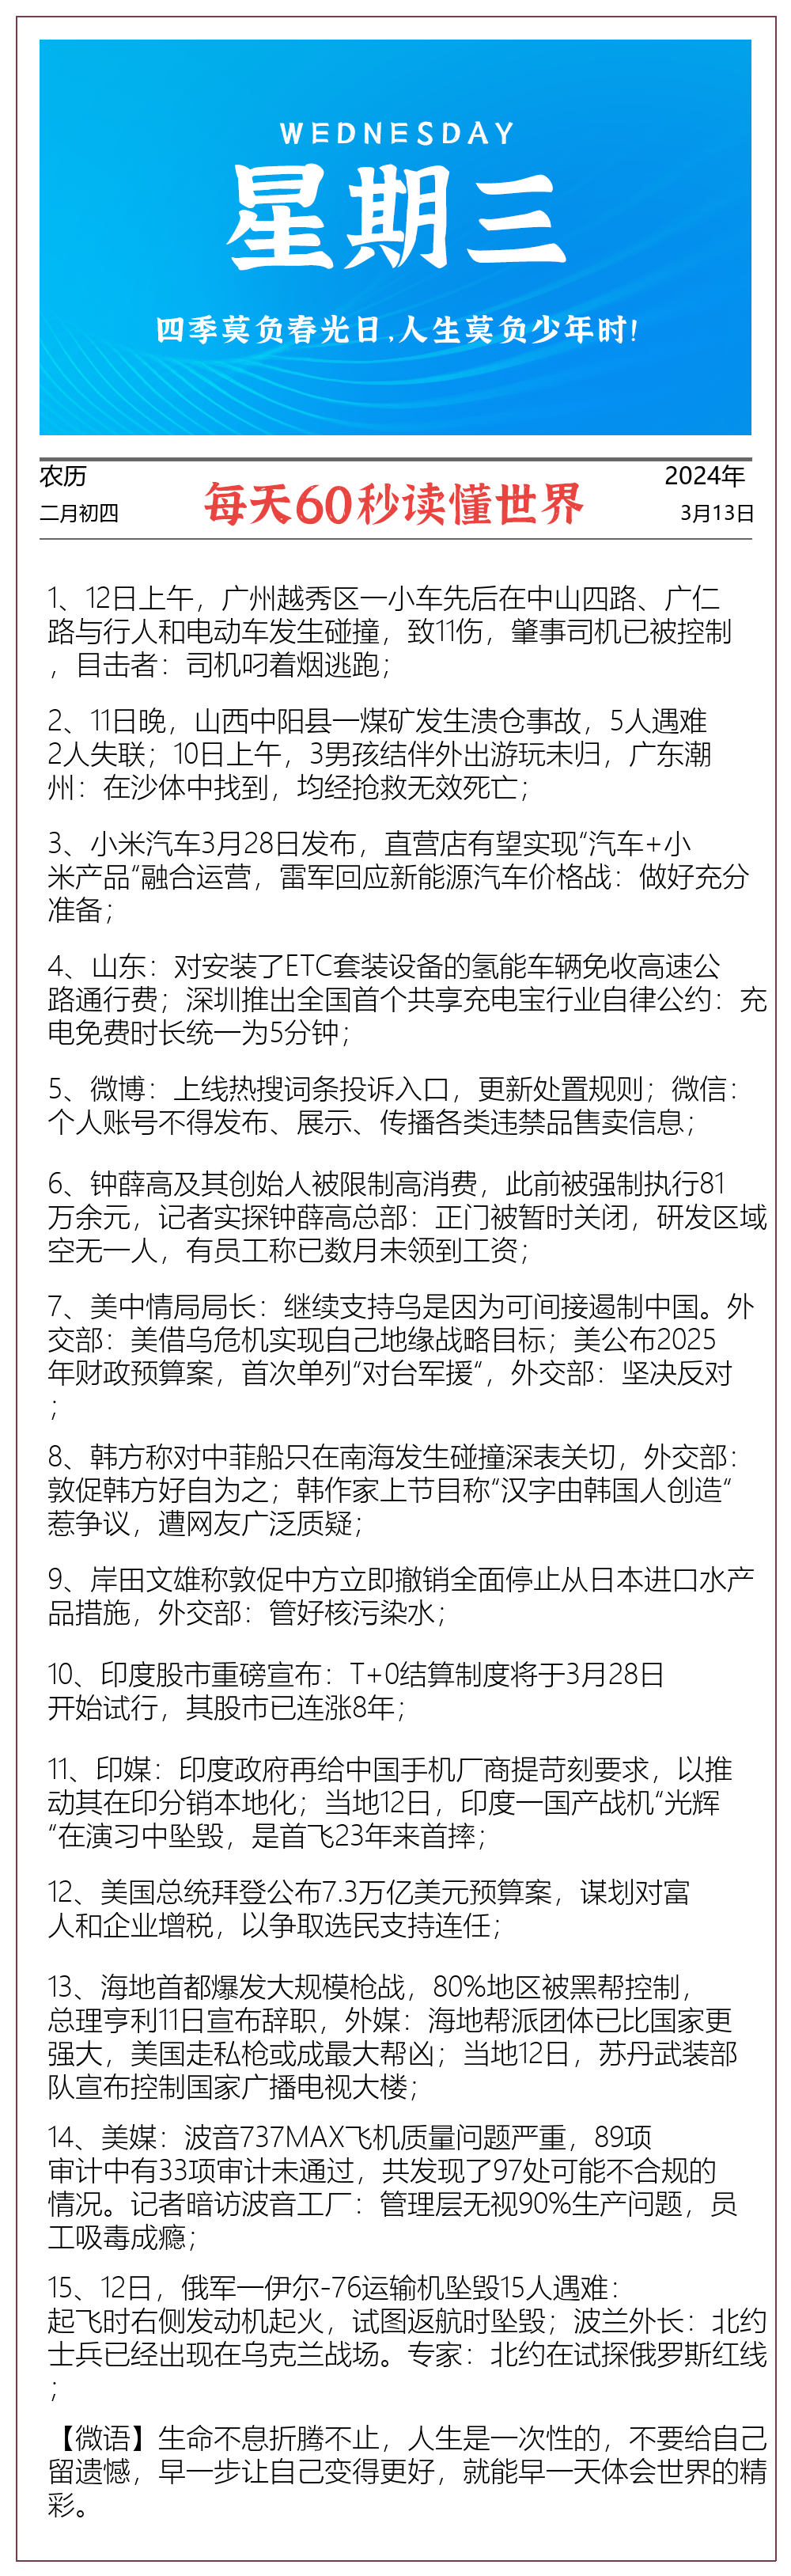 WEDNESDAY
星期三
四季莫负春光日,人生莫负少年时!
农历
2024年
二月初四
每天60秒读懂世界
3月13日
1、12日上午，广州越秀区一小车先后在中山四路、广仁
路与行人和电动车发生碰撞，致11伤，肇事司机已被控制
，目击者：司机叼着烟逃跑；
2、11日晚，山西中阳县一煤矿发生溃仓事故，5人遇难
2人失联；10日上午，3男孩结伴外出游玩未归，广东潮
州：在沙体中找到，均经抢救无效死亡；
3、小米汽车3月28日发布，直营店有望实现“汽车+小
米产品“融合运营，雷军回应新能源汽车价格战：做好充分
准备；
4、山东：对安装了ETC套装设备的氢能车辆免收高速公
路通行费；深圳推出全国首个共享充电宝行业自律公约：充
电免费时长统一为5分钟；
5、微博：上线热搜词条投诉入口，更新处置规则；微信：
个人账号不得发布、展示、传播各类违禁品售卖信息；
6、钟薛高及其创始人被限制高消费，此前被强制执行81
万余元，记者实探钟薛高总部：正门被暂时关闭，研发区域
空无一人，有员工称已数月未领到工资；
7、美中情局局长：继续支持乌是因为可间接遏制中国。外
交部：美借乌危机实现自己地缘战略目标；美公布2025
年财政预算案，首次单列“对台军援“，外交部：坚决反对
；
8、韩方称对中菲船只在南海发生碰撞深表关切，外交部：
敦促韩方好自为之；韩作家上节目称“汉字由韩国人创造“
惹争议，遭网友广泛质疑；
9、岸田文雄称敦促中方立即撤销全面停止从日本进口水产
品措施，外交部：管好核污染水；
10、印度股市重磅宣布：T+0结算制度将于3月28日
开始试行，其股市已连涨8年；
11、印媒：印度政府再给中国手机厂商提苛刻要求，以推
动其在印分销本地化；当地12日，印度一国产战机“光辉
“在演习中坠毁，是首飞23年来首摔；
12、美国总统拜登公布7.3万亿美元预算案，谋划对富
人和企业增税，以争取选民支持连任；
13、海地首都爆发大规模枪战，80%地区被黑帮控制，
总理亨利11日宣布辞职，外媒：海地帮派团体已比国家更
强大，美国走私枪或成最大帮凶；当地12日，苏丹武装部
队宣布控制国家广播电视大楼；
14、美媒：波音737MAX飞机质量问题严重，89项
审计中有33项审计未通过，共发现了97处可能不合规的
情况。记者暗访波音工厂：管理层无视90%生产问题，员
工吸毒成瘾；
15、12日，俄军一伊尔-76运输机坠毁15人遇难：
起飞时右侧发动机起火，试图返航时坠毁；波兰外长：北约
士兵已经出现在乌克兰战场。专家：北约在试探俄罗斯红线
；
【微语】生命不息折腾不止，人生是一次性的，不要给自己
留遗憾，早一步让自己变得更好，就能早一天体会世界的精
彩。